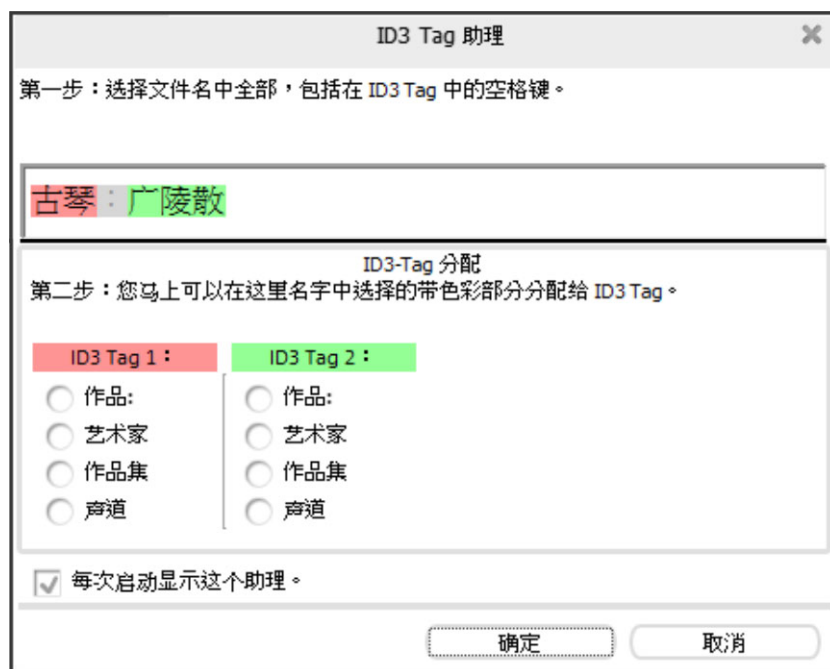 ID3 Tag 助理
第一步：选择文件名中全部，包括在 ID3 Tag 中的空格键。
古琴：广陵散
ID3-Tag 分配
第二步：您马上可以在这里名字中选择的带色彩部分分配给 ID3 Tag。
ID3 Tag 1： ID3 Tag 2：
作品: 作品:
艺术家 艺术家
作品集 作品集
声道 声道
每次启动显示这个助理。
确定 取消